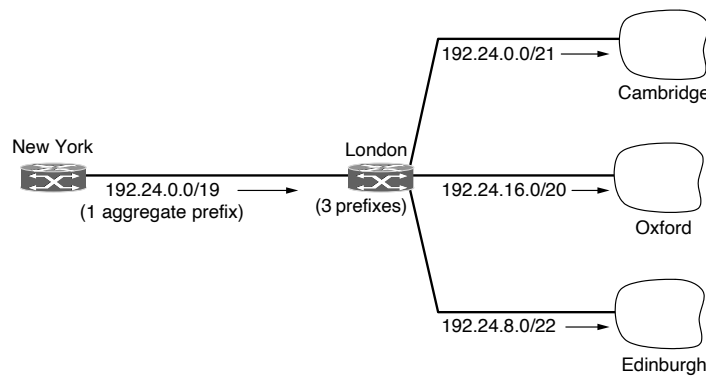 192.24.0.0/21
Cambridge
New York
London
192.24.0.0/19
(1 aggregate prefix)
(3 prefixes)
192.24.16.0/20
Oxford
192.24.8.0/22
Edinburgh